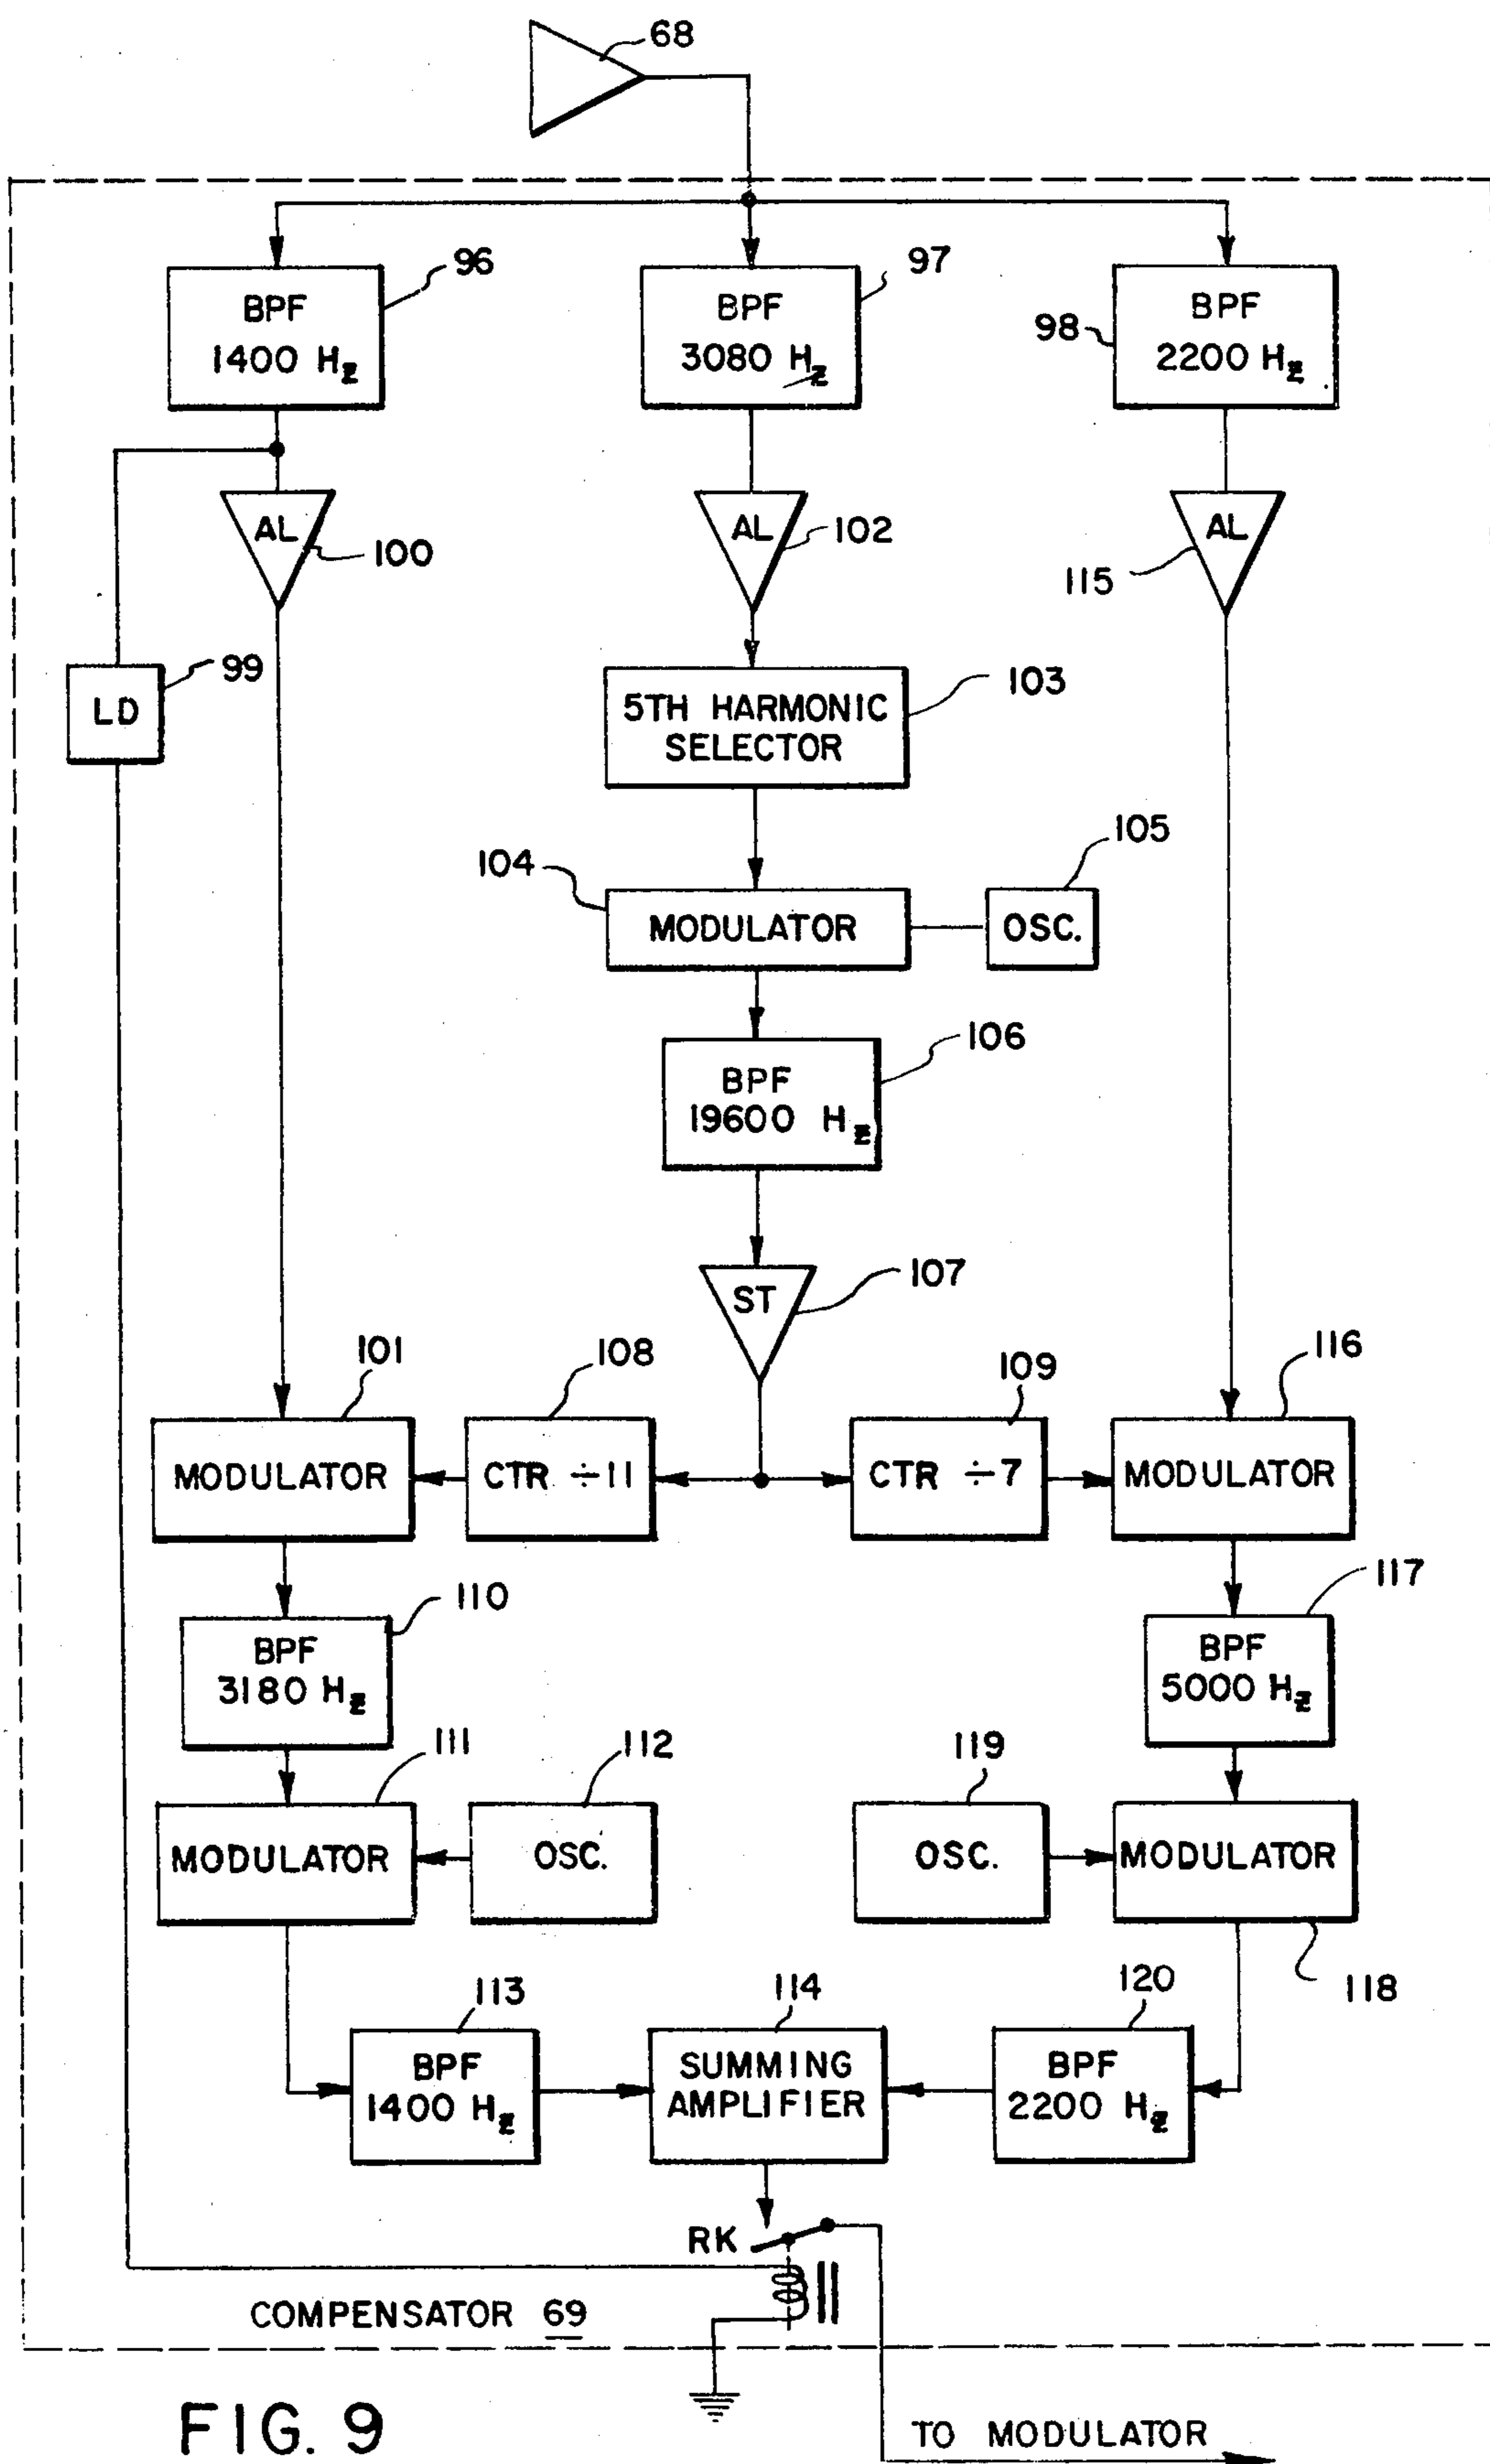 68
96
BPF
1400 Hz
97
BPF
3080 Hz
98
BPF
2200 Hz
AL
100
AL
102
AL
115
99
LD
5TH HARMONIC
SELECTOR
103
104
MODULATOR
105
OSC.
106
BPF
19600 Hz
ST
107
101
MODULATOR
108
CTR ÷11
109
CTR ÷7
116
MODULATOR
110
BPF
3180 Hz
117
BPF
5000 Hz
111
MODULATOR
112
OSC.
119
OSC.
MODULATOR
118
113
BPF
1400 Hz
114
SUMMING
AMPLIFIER
120
BPF
2200 Hz
RK
COMPENSATOR 69
FIG. 9
TO MODULATOR